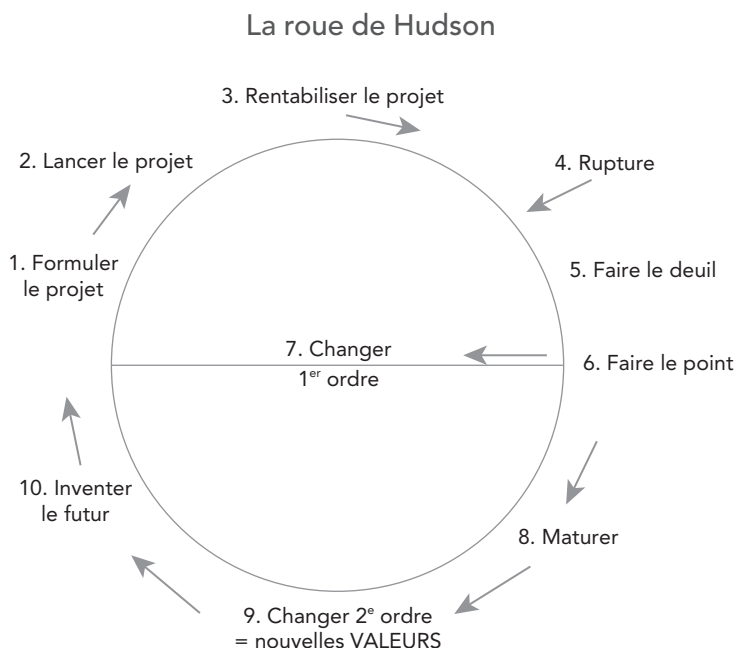 La roue de Hudson
3. Rentabiliser le projet
2. Lancer le projet
4. Rupture
1. Formuler
le projet
5. Faire le deuil
7. Changer
1er ordre
6. Faire le point
10. Inventer
le futur
8. Maturer
9. Changer 2e ordre
= nouvelles VALEURS